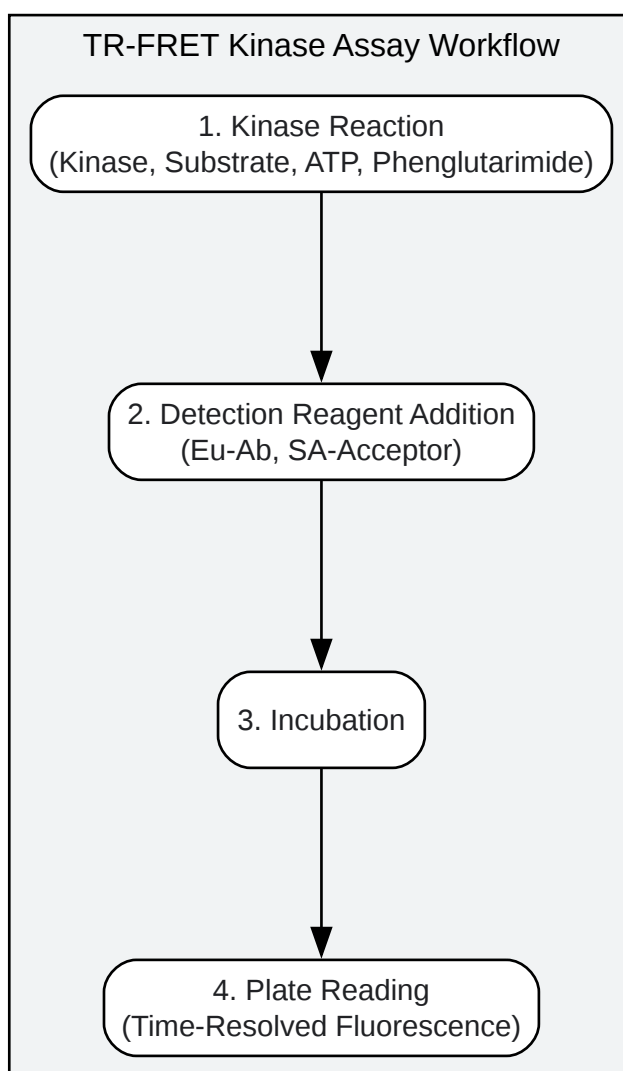 TR-FRET Kinase Assay Workflow
1. Kinase Reaction
(Kinase, Substrate, ATP, Phenglutarimide)
2. Detection Reagent Addition
(Eu-Ab, SA-Acceptor)
3. Incubation
4. Plate Reading
(Time-Resolved Fluorescence)